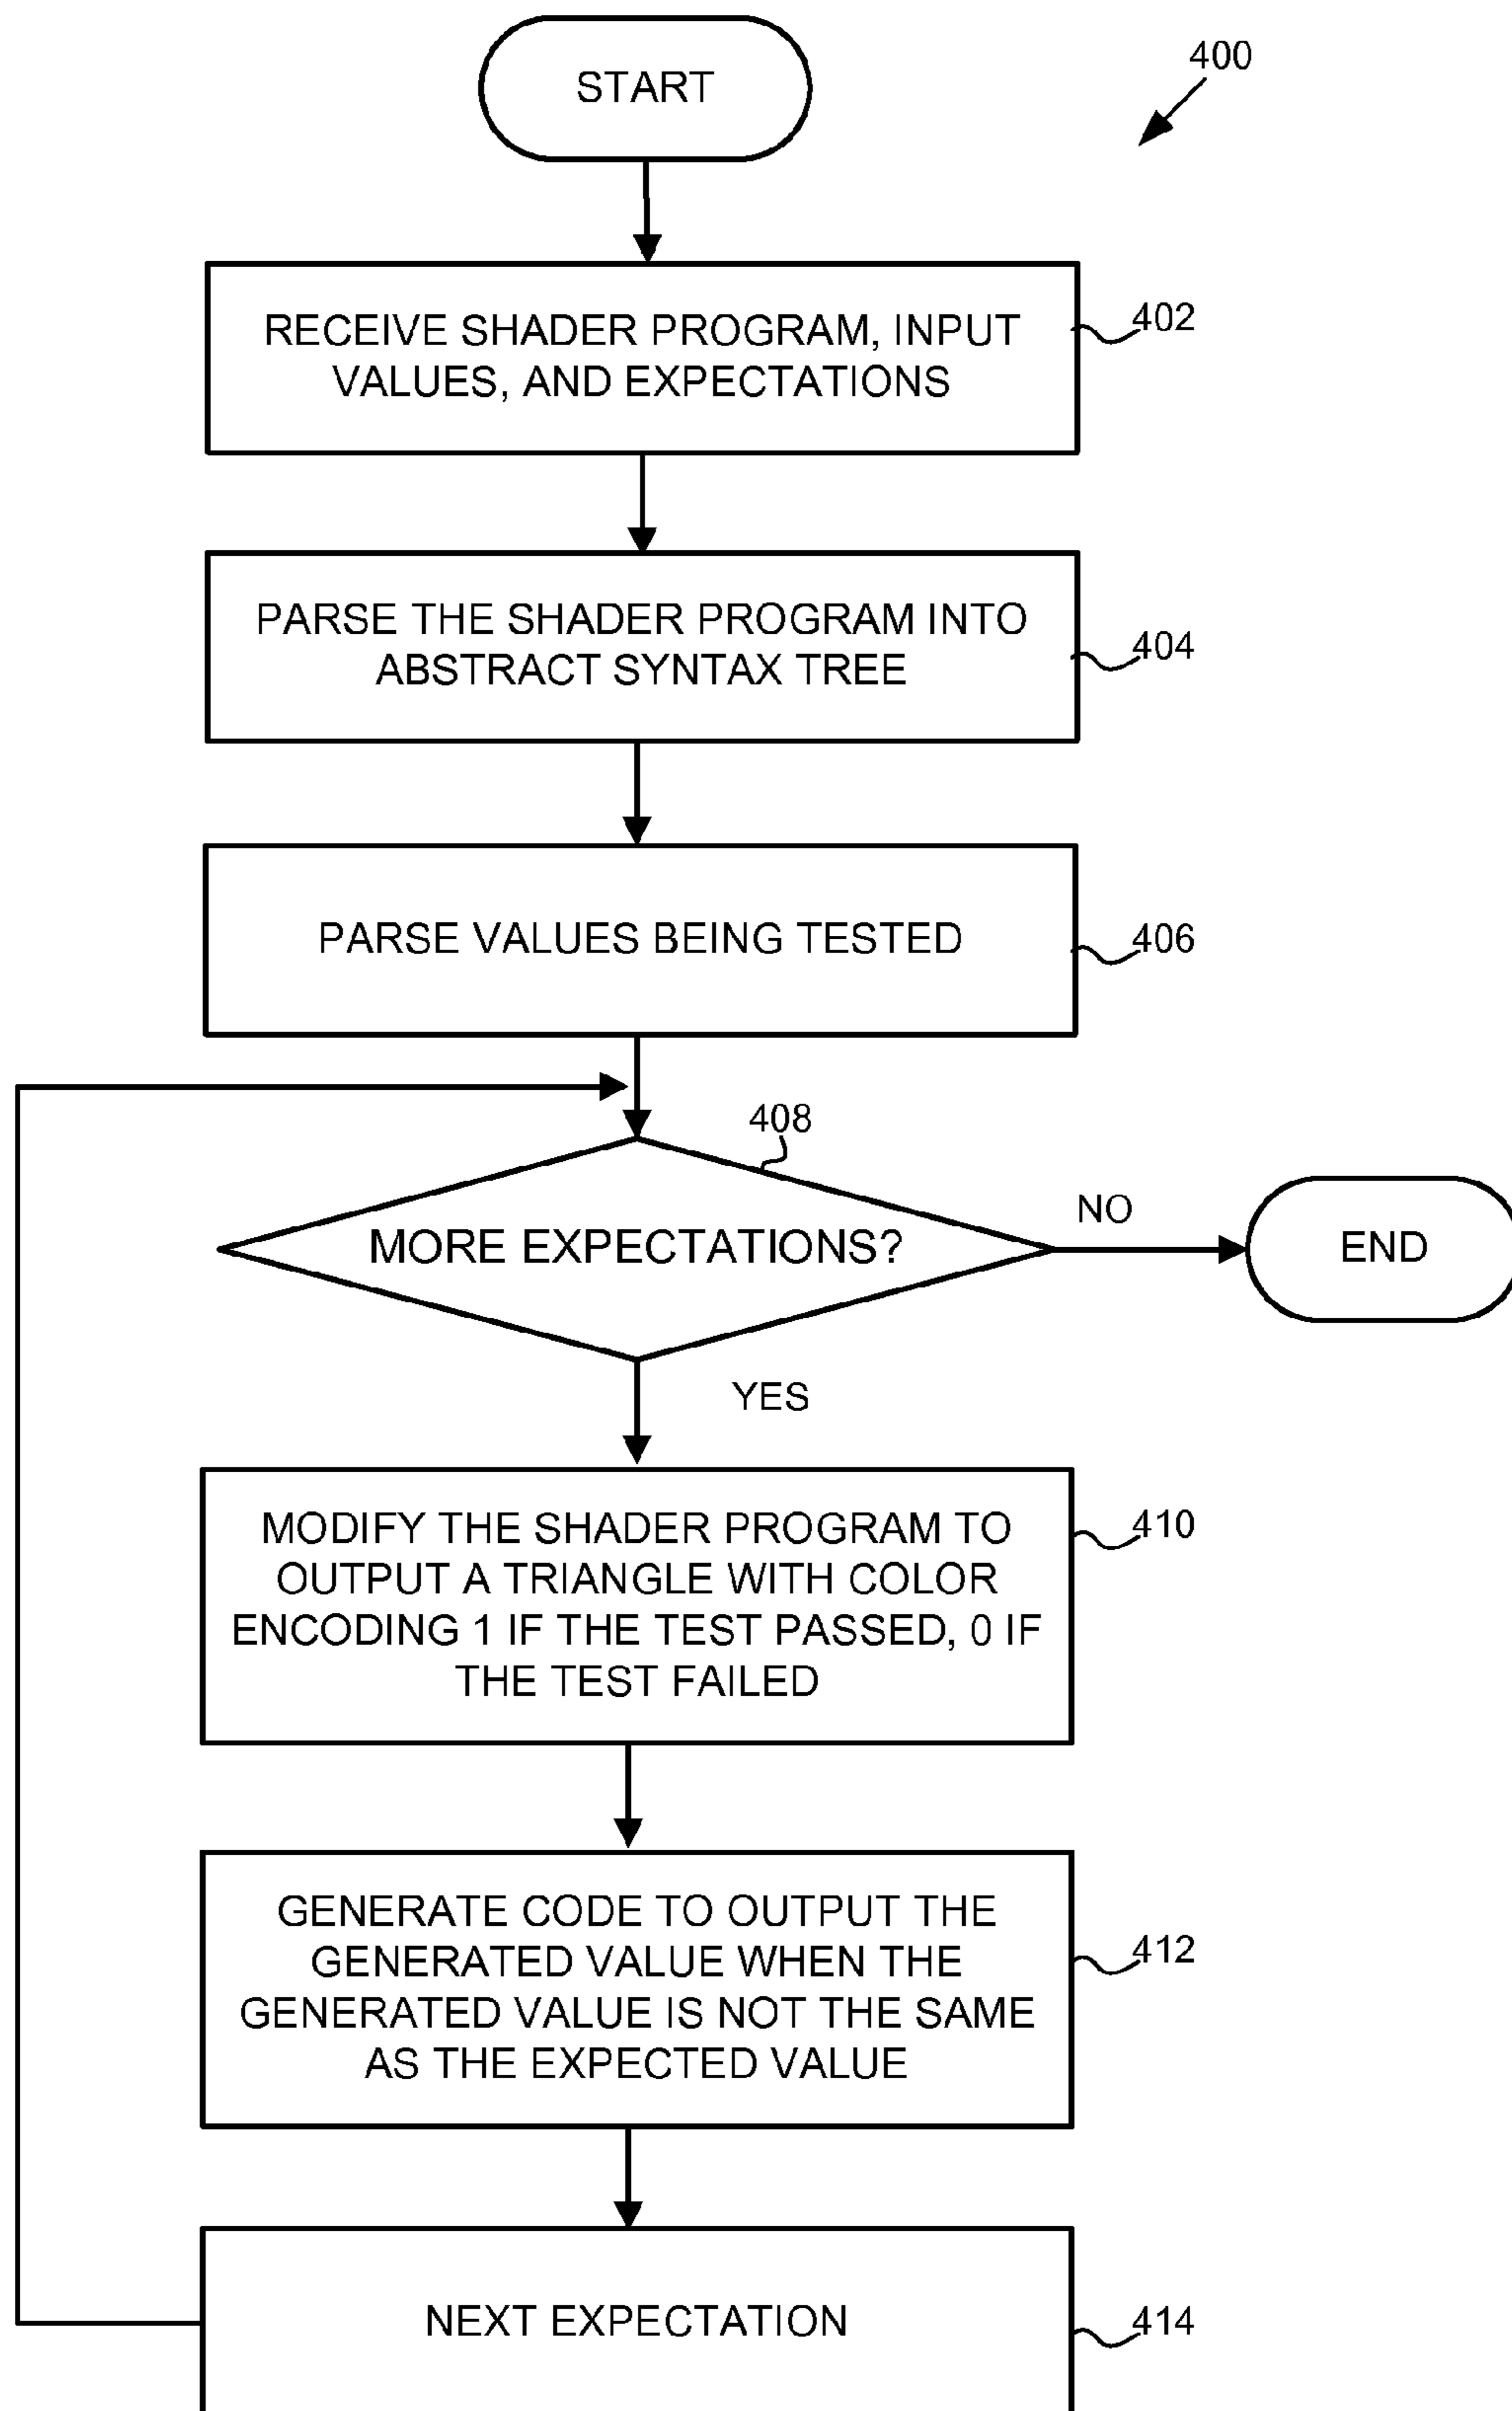 START
400
RECEIVE SHADER PROGRAM, INPUT
VALUES, AND EXPECTATIONS
402
PARSE THE SHADER PROGRAM INTO
ABSTRACT SYNTAX TREE
404
PARSE VALUES BEING TESTED
406
408
MORE EXPECTATIONS?
NO
END
YES
MODIFY THE SHADER PROGRAM TO
OUTPUT A TRIANGLE WITH COLOR
ENCODING 1 IF THE TEST PASSED, 0 IF
THE TEST FAILED
410
GENERATE CODE TO OUTPUT THE
GENERATED VALUE WHEN THE
GENERATED VALUE IS NOT THE SAME
AS THE EXPECTED VALUE
412
NEXT EXPECTATION
414